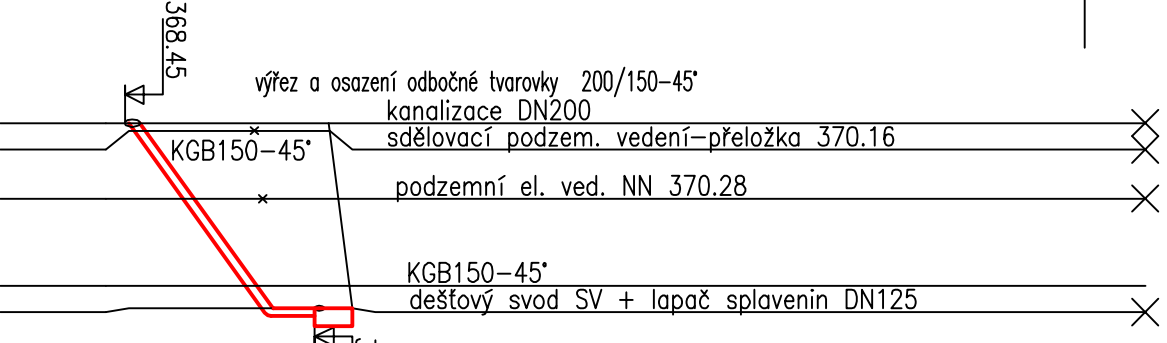 368.45
výřez a osazení odbočné tvarovky 200/150-45°
kanalizace DN200
sdělovací podzem. vedení-přeložka 370.16
KGB150-45°
podzemní el. ved. NN 370.28
KGB150-45°
dešťový svod SV + lapač splavenin DN125